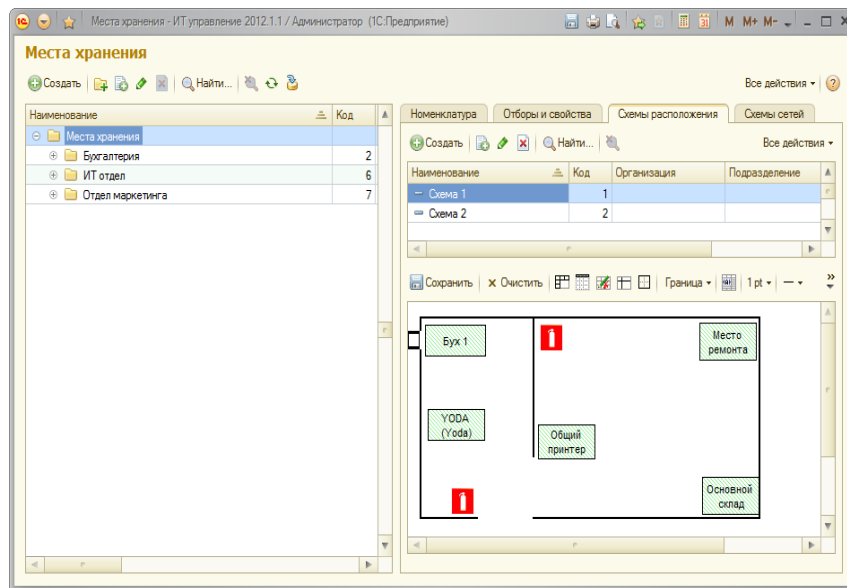 Места хранения - ИТ управление 2012.1.1 / Администратор (1С:Предприятие)
M M+ M-
Места хранения
Создать Найти... Все действия
Наименование Код
Места хранения
Бухгалтерия 2
ИТ отдел 6
Отдел маркетинга 7
Номенклатура Отборы и свойства Схемы расположения Схемы сетей
Создать Найти... Все действия
Наименование Код Организация Подразделение
Схема 1 1
Схема 2 2
Сохранить Очистить Граница 1 pt
Бух 1
Место
ремонта
YODA
(Yoda)
Общий
принтер
Основной
склад